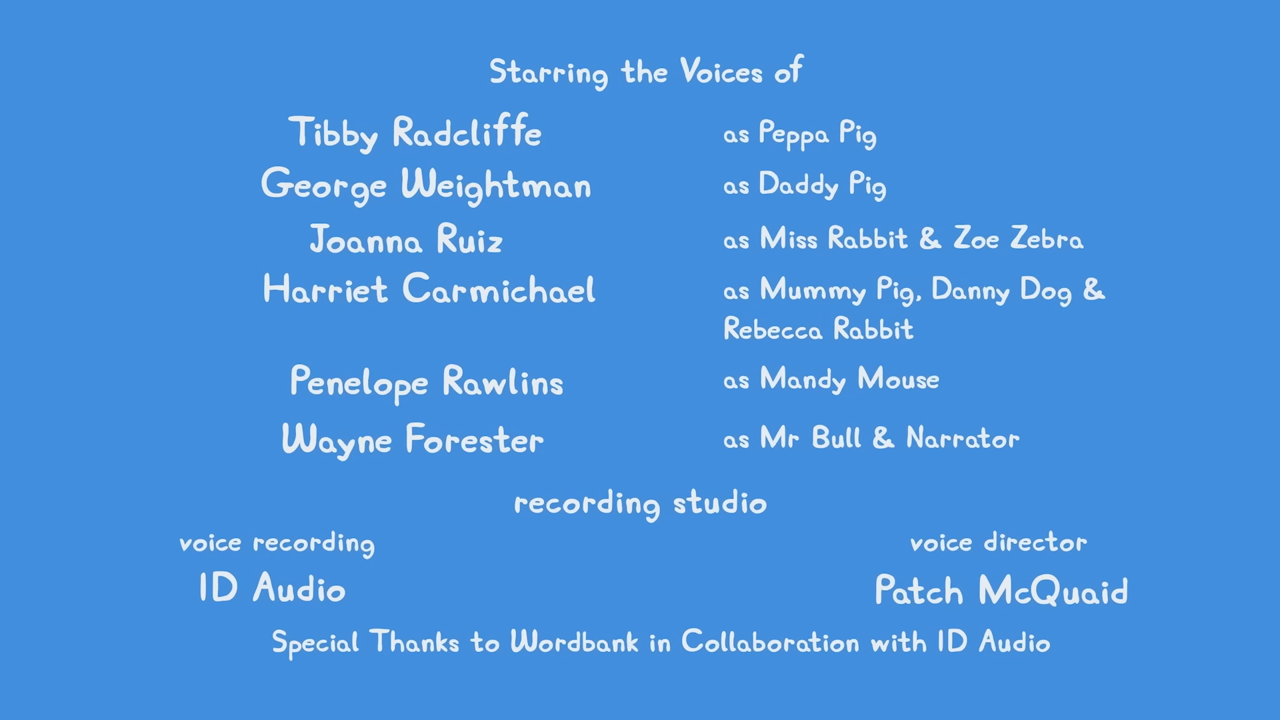 Starring the Voices of
Tibby Radcliffe as Peppa Pig
George Weightman as Daddy Pig
Joanna Ruiz as Miss Rabbit & Zoe Zebra
Harriet Carmichael as Mummy Pig, Danny Dog &
Rebecca Rabbit
Penelope Rawlins as Mandy Mouse
Wayne Forester as Mr Bull & Narrator
recording studio
voice recording voice director
ID Audio Patch McQuaid
Special Thanks to Wordbank in Collaboration with ID Audio